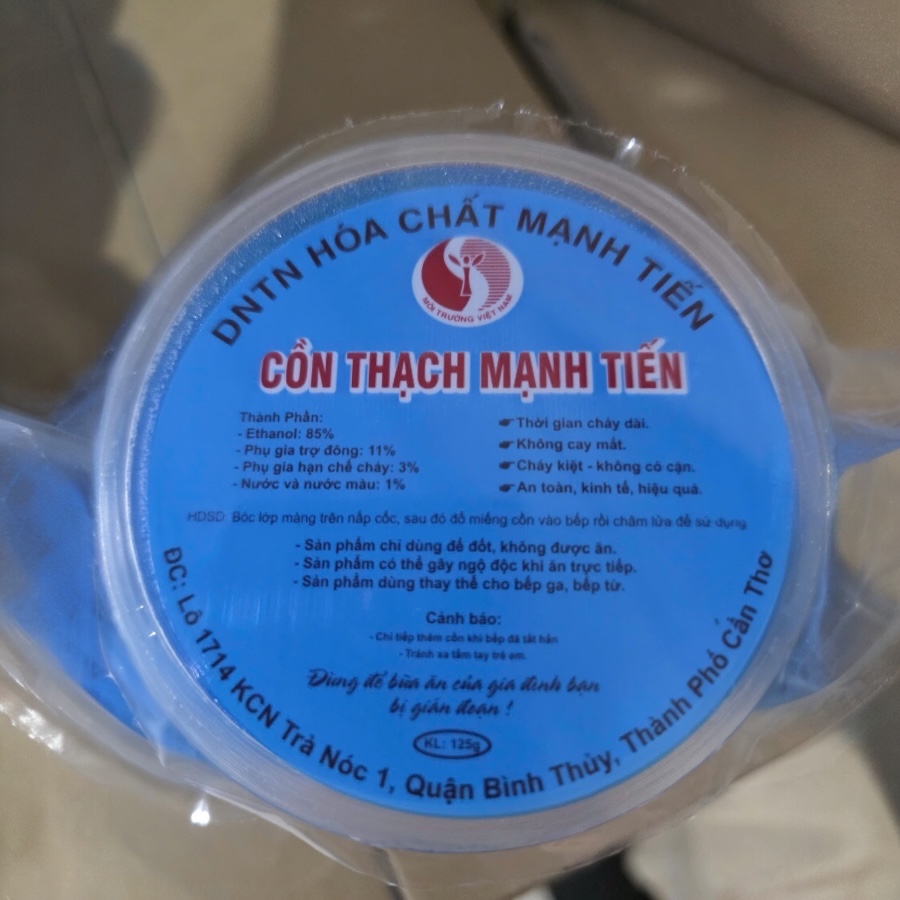 DNTN HÓA CHẤT MẠNH TIẾN
MÔI TRƯỜNG VIỆT NAM
CỒN THẠCH MẠNH TIẾN
Thành Phần:
- Ethanol: 85%
- Phụ gia trợ đông: 11%
- Phụ gia hạn chế cháy: 3%
- Nước và nước màu: 1%
Thời gian cháy dài.
Không cay mắt.
Cháy kiệt - không có cặn.
An toàn, kinh tế, hiệu quả.
HDSD: Bóc lớp màng trên nắp cốc, sau đó đổ miếng cồn vào bếp rồi châm lửa để sử dụng
- Sản phẩm chỉ dùng để đốt, không được ăn.
- Sản phẩm có thể gây ngộ độc khi ăn trực tiếp.
- Sản phẩm dùng thay thế cho bếp ga, bếp từ.
Cảnh báo:
- Chỉ tiếp thêm cồn khi bếp đã tắt hẳn
- Tránh xa tầm tay trẻ em.
Đừng để bữa ăn của gia đình bạn
bị gián đoạn !
KL: 125g
ĐC: Lô 1714 KCN Trà Nóc 1, Quận Bình Thủy, Thành Phố Cần Thơ